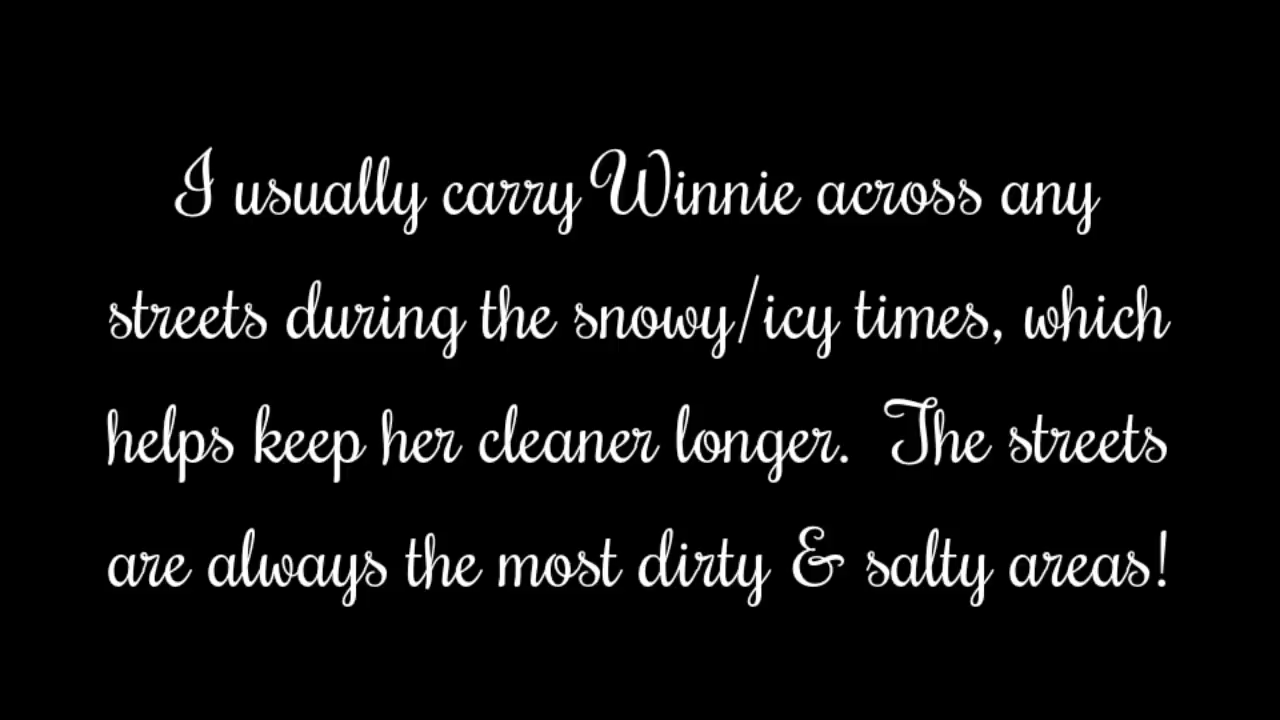 I usually carry Winnie across any
streets during the snowy/icy times, which
helps keep her cleaner longer.  The streets
are always the most dirty & salty areas!